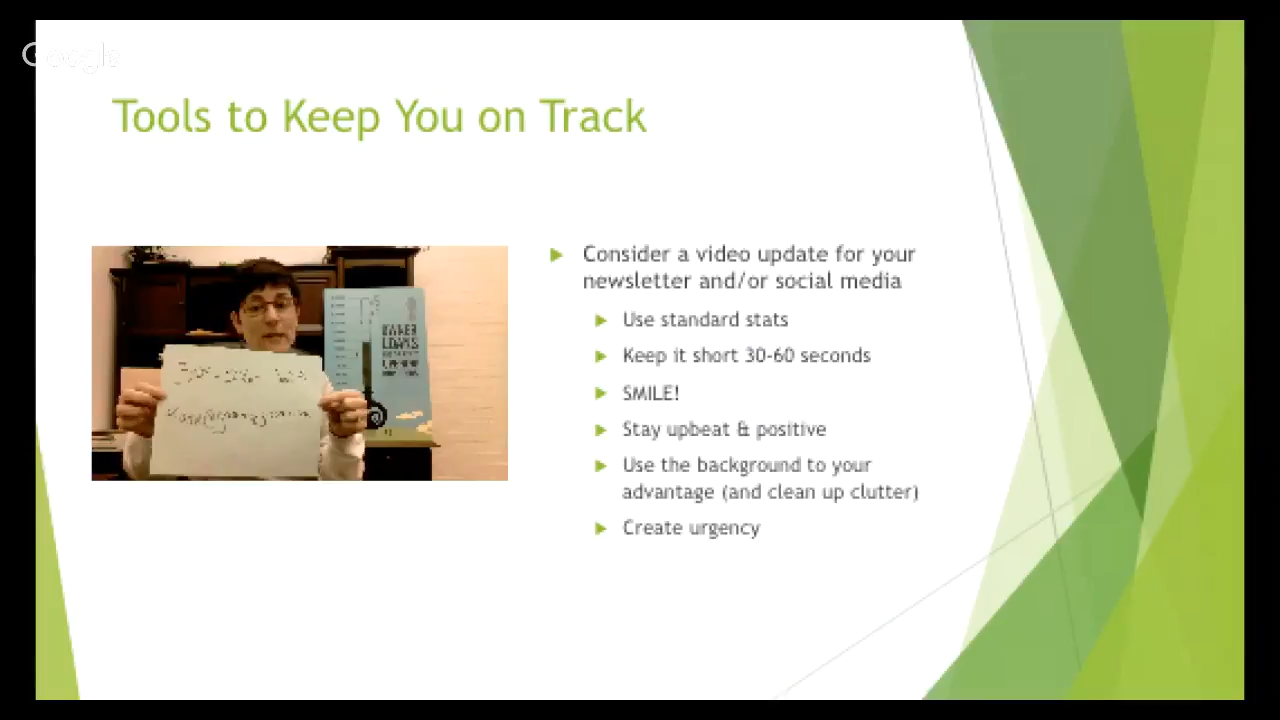 Google
Tools to Keep You on Track
Consider a video update for your
newsletter and/or social media
Use standard stats
Keep it short 30-60 seconds
SMILE!
Stay upbeat & positive
Use the background to your
advantage (and clean up clutter)
Create urgency
OWNER
LOANS